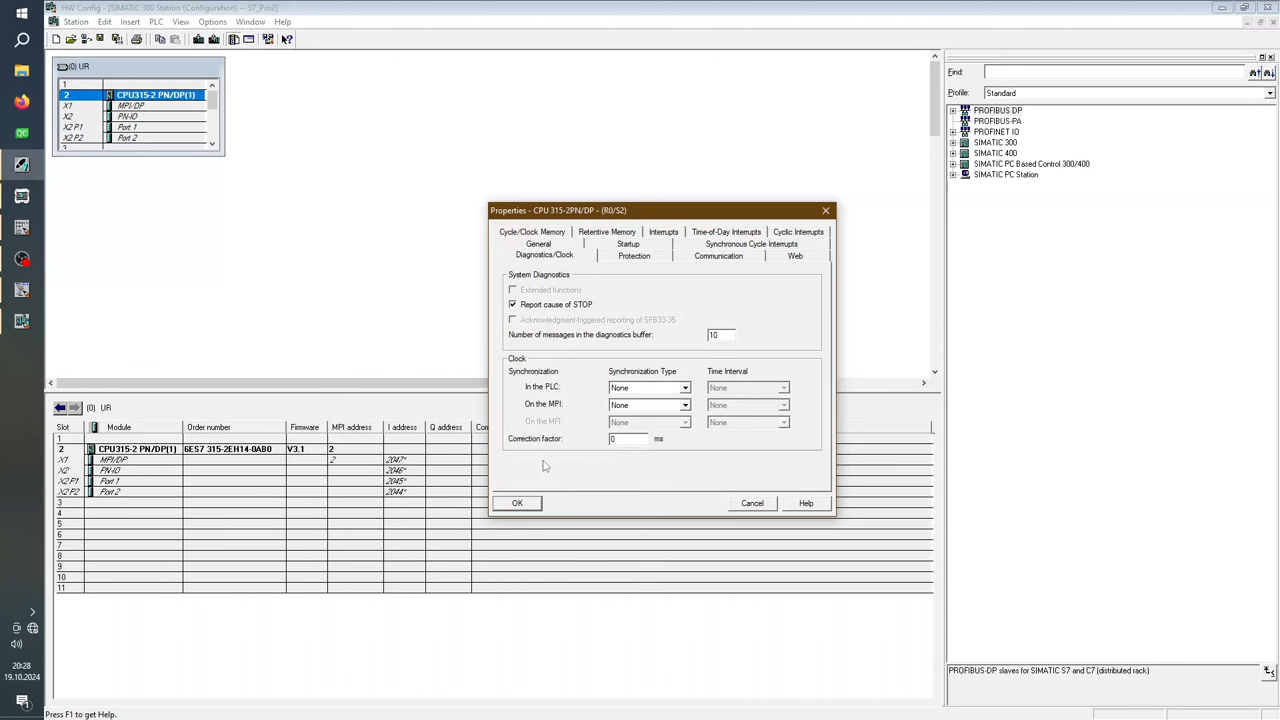 HW Config - [SIMATIC 300 Station (Configuration) -- S7_Pro2]
Station Edit Insert PLC View Options Window Help
(0) UR
1
2 CPU315-2 PN/DP(1)
X1 MPI/DP
X2 PN-IO
X2 P1 Port 1
X2 P2 Port 2
3
Find:
Profile: Standard
PROFIBUS DP
PROFIBUS-PA
PROFINET IO
SIMATIC 300
SIMATIC 400
SIMATIC PC Based Control 300/400
SIMATIC PC Station
Properties - CPU 315-2PN/DP - (R0/S2)
Cycle/Clock Memory Retentive Memory Interrupts Time-of-Day Interrupts Cyclic Interrupts
General Startup Synchronous Cycle Interrupts
Diagnostics/Clock Protection Communication Web
System Diagnostics
Extended functions
Report cause of STOP
Acknowledgment-triggered reporting of SFB33-35
Number of messages in the diagnostics buffer: 10
Clock
Synchronization Synchronization Type Time Interval
In the PLC: None None
On the MPI: None None
On the MFI: None None
Correction factor: 0 ms
OK Cancel Help
(0) UR
Slot Module Order number Firmware MPI address I address Q address
1
2 CPU315-2 PN/DP(1) 6ES7 315-2EH14-0AB0 V3.1 2
X1 MPI/DP 2 2047*
X2 PN-IO 2046*
X2 P1 Port 1 2045*
X2 P2 Port 2 2044*
3
4
5
6
7
8
9
10
11
PROFIBUS-DP slaves for SIMATIC S7 and C7 (distributed rack)
QC
20:28
19.10.2024
Press F1 to get Help.